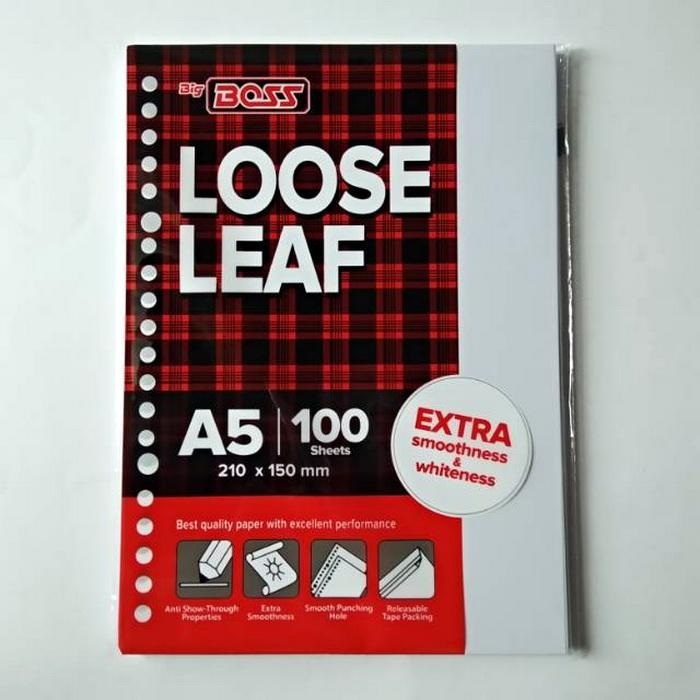 Big BOSS
LOOSE
LEAF
A5 | 100
Sheets
210 x 150 mm
EXTRA
smoothness
&
whiteness
Best quality paper with excellent performance
Anti Show-Through
Properties
Extra
Smoothness
Smooth Punching
Hole
Releasable
Tape Packing